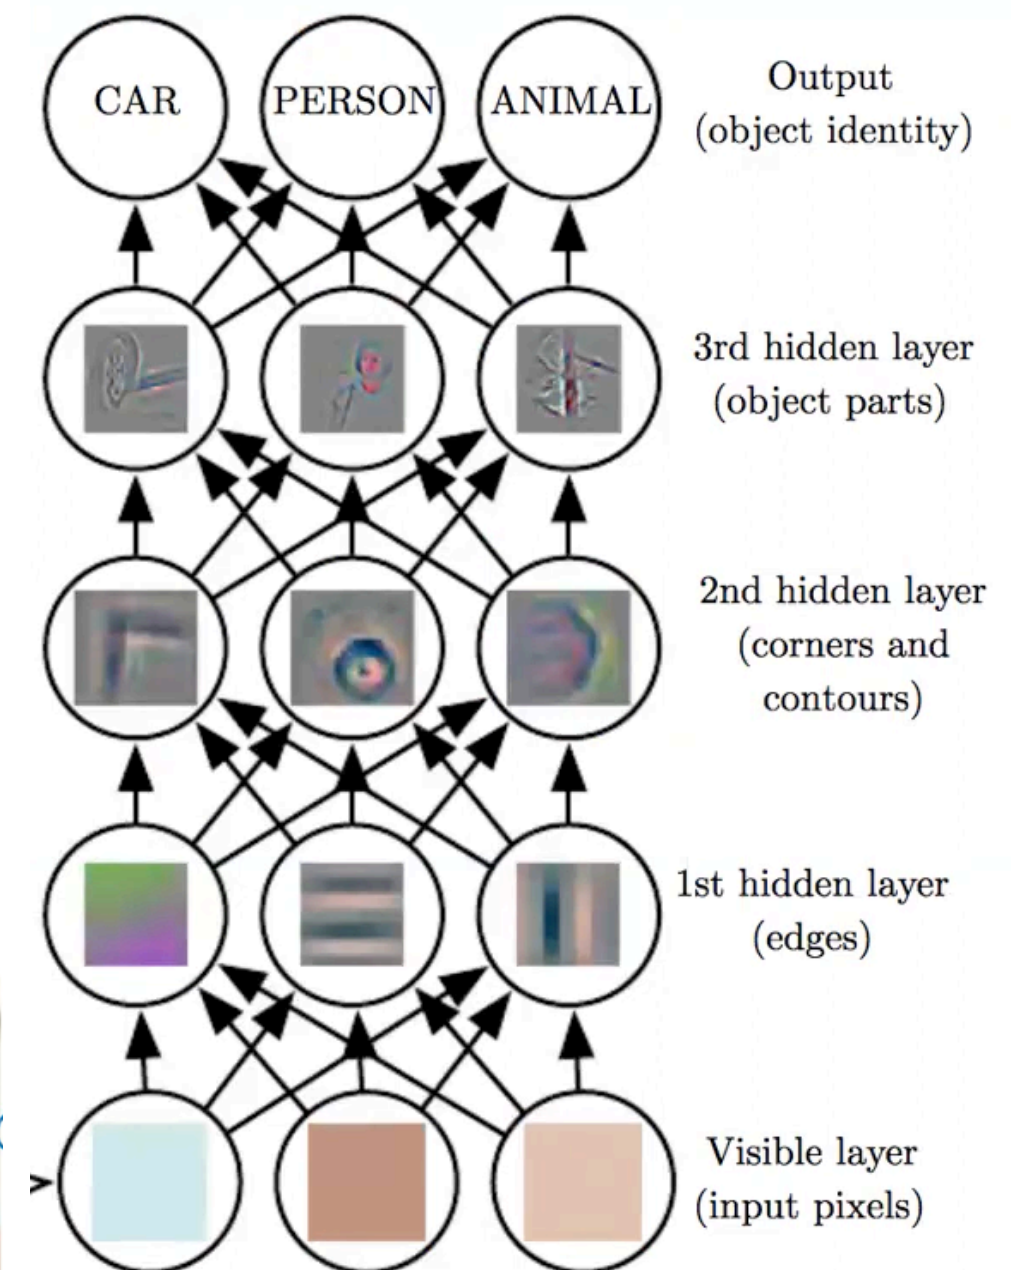 CAR
PERSON
ANIMAL
Output
(object identity)
3rd hidden layer
(object parts)
2nd hidden layer
(corners and
contours)
1st hidden layer
(edges)
Visible layer
(input pixels)